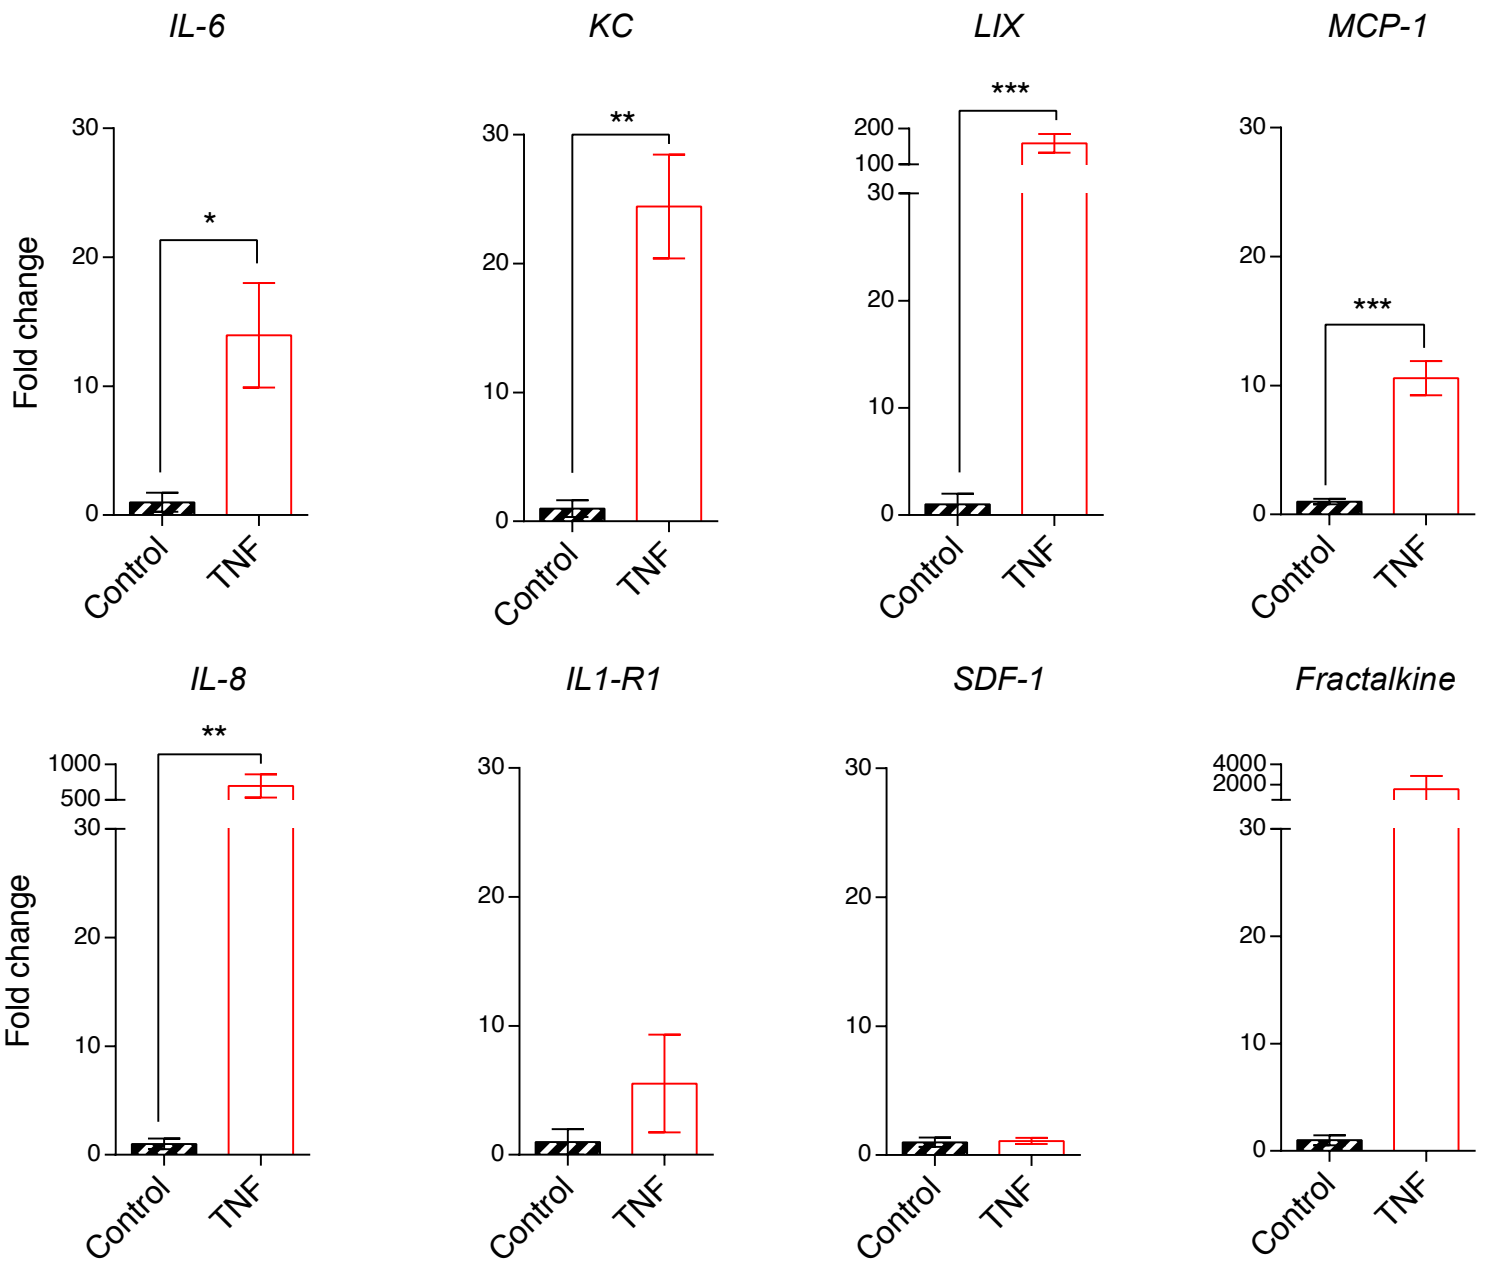 IL-6
KC
LIX
MCP-1
Fold change
30
20
10
0
*
Control
TNF
30
20
10
0
**
Control
TNF
200
100
30
20
10
0
***
Control
TNF
30
20
10
0
***
Control
TNF
IL-8
IL1-R1
SDF-1
Fractalkine
Fold change
1000
500
30
20
10
0
**
Control
TNF
30
20
10
0
Control
TNF
30
20
10
0
Control
TNF
4000
2000
30
20
10
0
Control
TNF